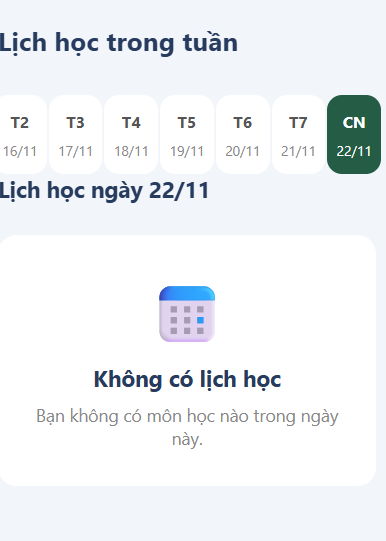 Lịch học trong tuần
T2 T3 T4 T5 T6 T7 CN
16/11 17/11 18/11 19/11 20/11 21/11 22/11
Lịch học ngày 22/11
Không có lịch học
Bạn không có môn học nào trong ngày
này.